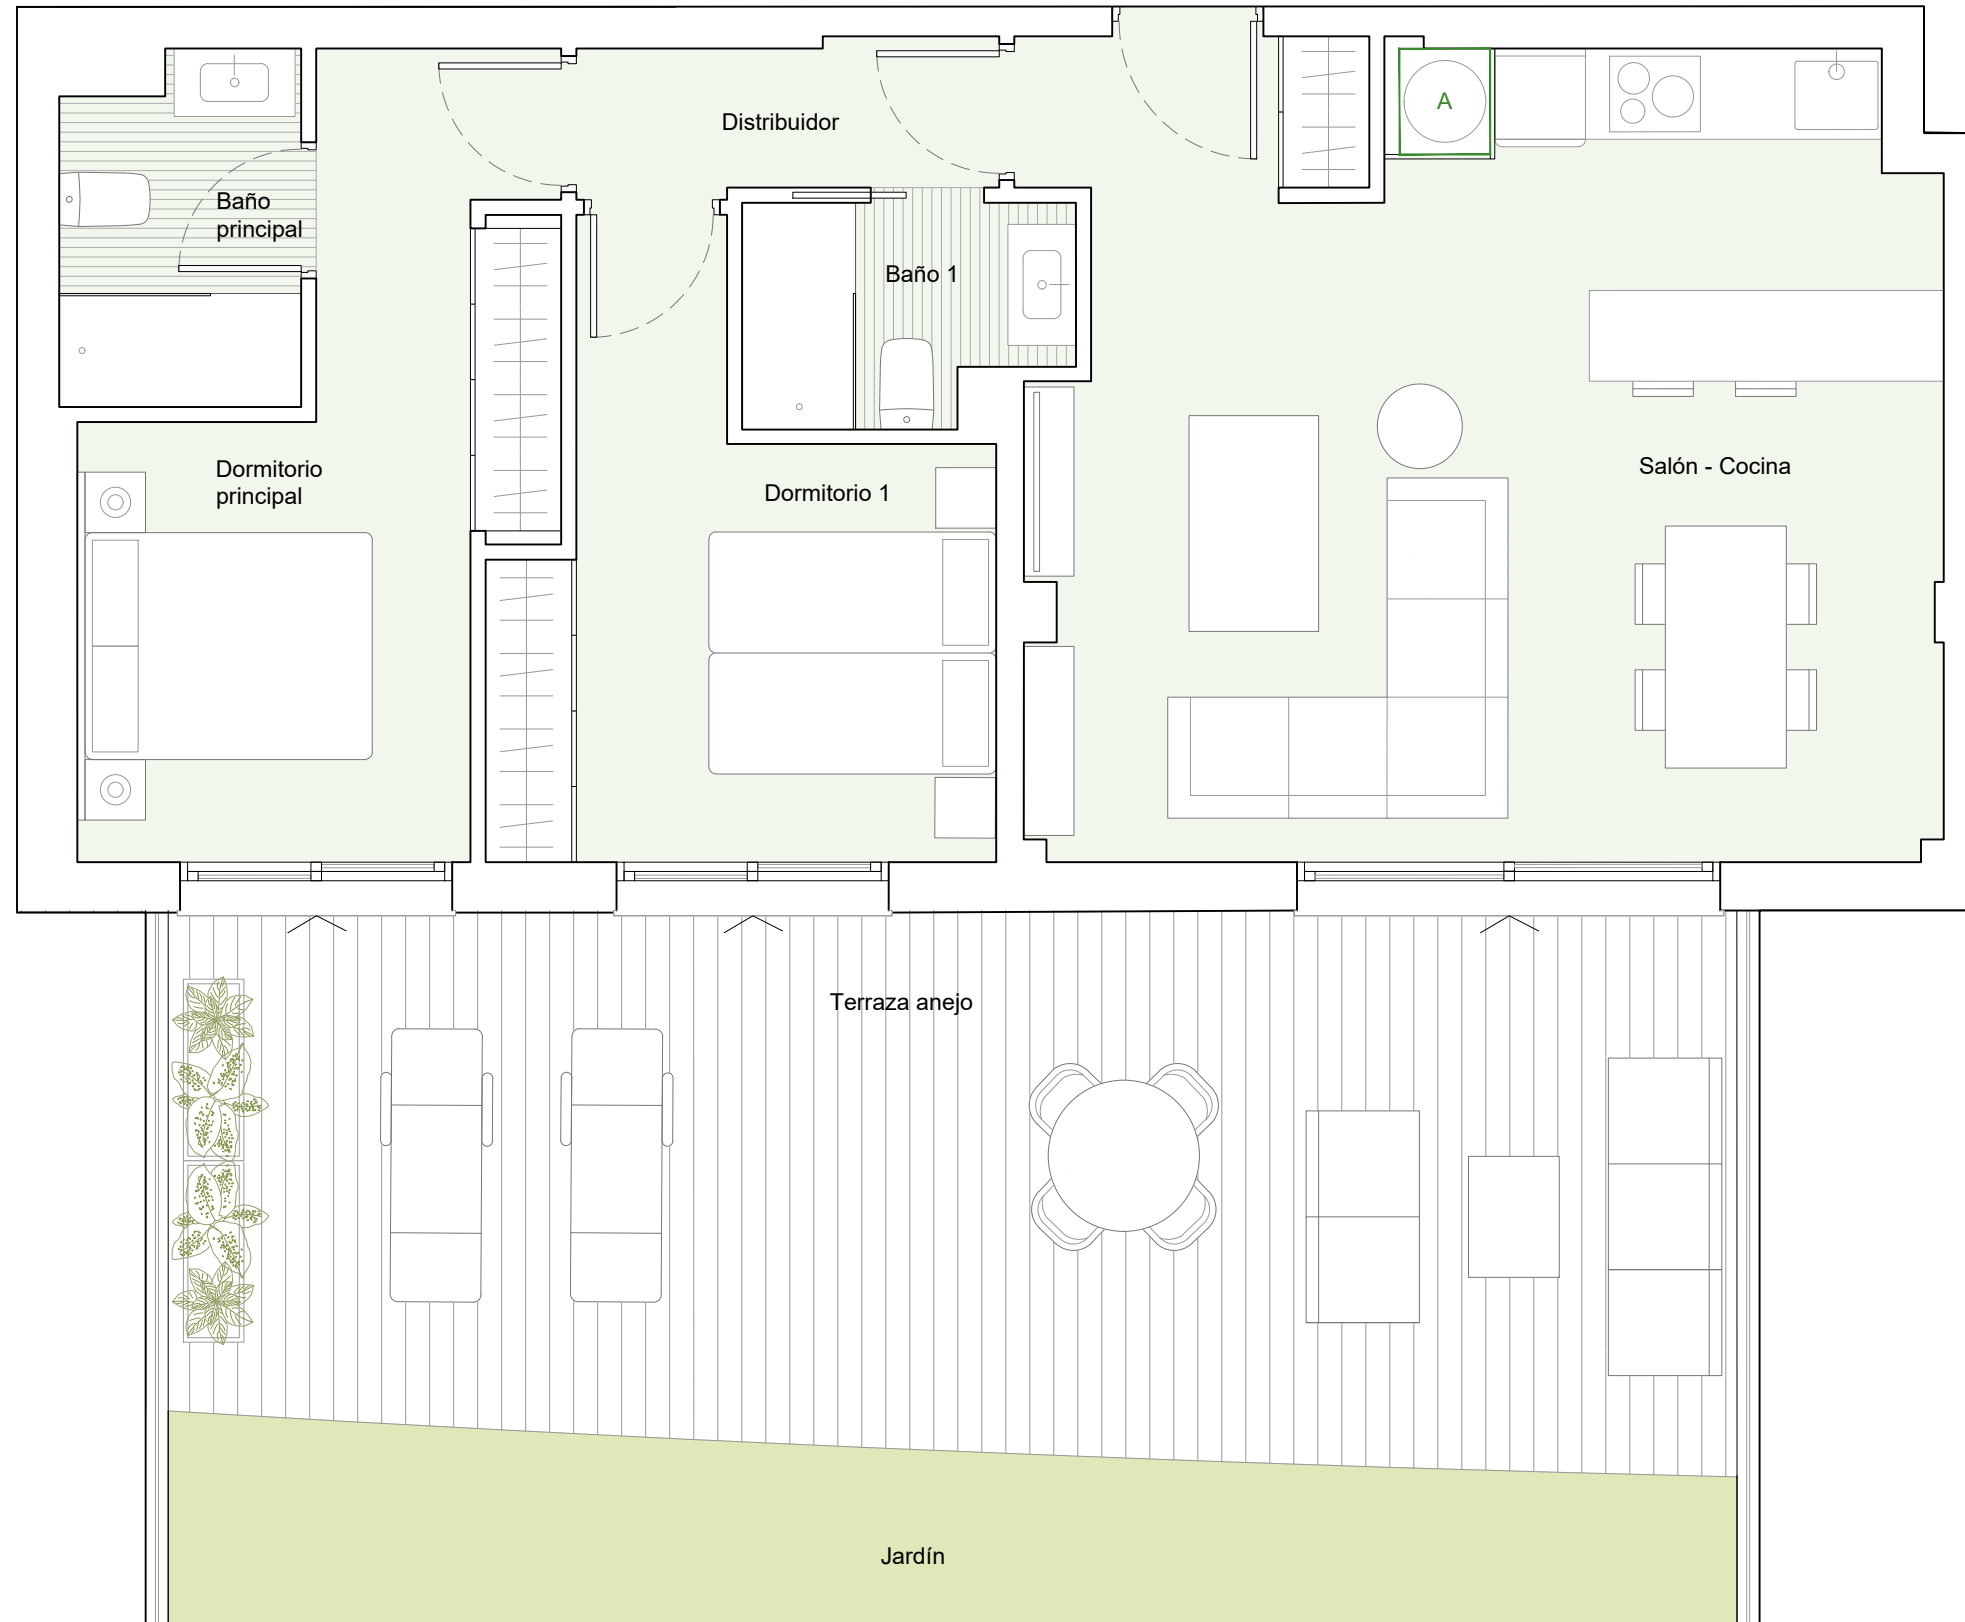 A
Distribuidor
Baño
principal
Baño 1
Dormitorio
principal
Dormitorio 1
Salón - Cocina
Terraza anejo
Jardín